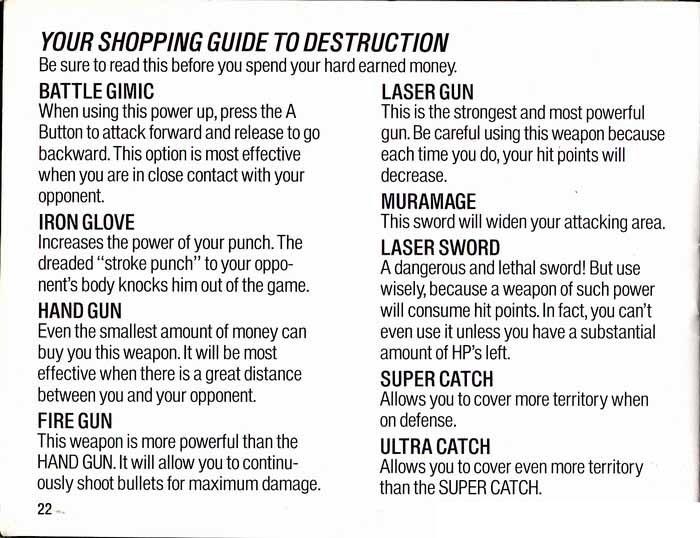 YOUR SHOPPING GUIDE TO DESTRUCTION
Be sure to read this before you spend your hard earned money.
BATTLE GIMIC
When using this power up, press the A
Button to attack forward and release to go
backward. This option is most effective
when you are in close contact with your
opponent.
IRON GLOVE
Increases the power of your punch. The
dreaded “stroke punch” to your oppo-
nent's body knocks him out of the game.
HAND GUN
Even the smallest amount of money can
buy you this weapon. It will be most
effective when there is a great distance
between you and your opponent.
FIRE GUN
This weapon is more powerful than the
HAND GUN. It will allow you to continu-
ously shoot bullets for maximum damage.
22
LASER GUN
This is the strongest and most powerful
gun. Be careful using this weapon because
each time you do, your hit points will
decrease.
MURAMAGE
This sword will widen your attacking area.
LASER SWORD
A dangerous and lethal sword! But use
wisely, because a weapon of such power
will consume hit points. In fact, you can't
even use it unless you have a substantial
amount of HP's left.
SUPER CATCH
Allows you to cover more territory when
on defense.
ULTRA CATCH
Allows you to cover even more territory
than the SUPER CATCH.